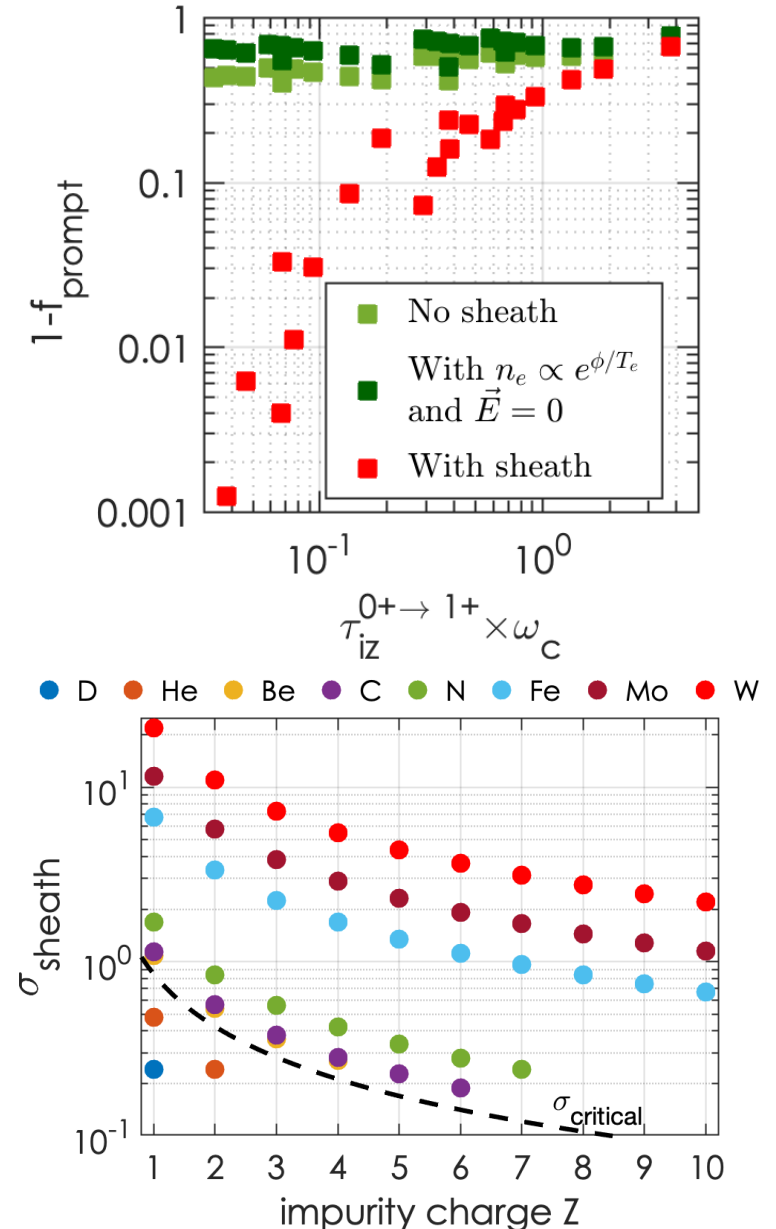 1
0.1
0.01
0.001
1-f_prompt
No sheath
With n_e ∝ e^{ϕ/T_e}
and E⃗ = 0
With sheath
10^{-1} 10^0
τ_{iz}^{0+→ 1+} ×ω_c
D He Be C N Fe Mo W
10^1
10^0
10^{-1}
σ_sheath
σ_critical
1 2 3 4 5 6 7 8 9 10
impurity charge Z